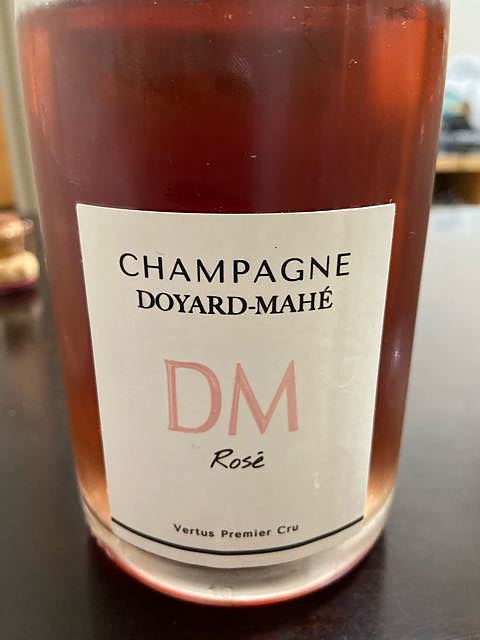 CHAMPAGNE
DOYARD-MAHÉ
DM
Rosé
Vertus Premier Cru